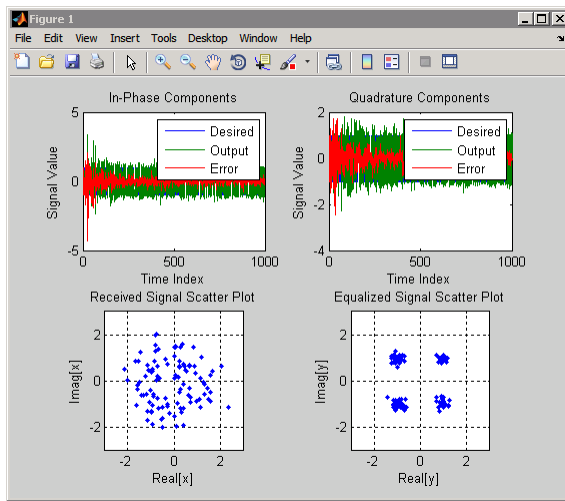 Figure 1
File Edit View Insert Tools Desktop Window Help
In-Phase Components
5
0
-5
Signal Value
Desired
Output
Error
0 500 1000
Time Index
Quadrature Components
2
0
-2
-4
Signal Value
Desired
Output
Error
0 500 1000
Time Index
Received Signal Scatter Plot
2
0
-2
Imag[x]
-2 0 2
Real[x]
Equalized Signal Scatter Plot
2
0
-2
Imag[y]
-2 0 2
Real[y]